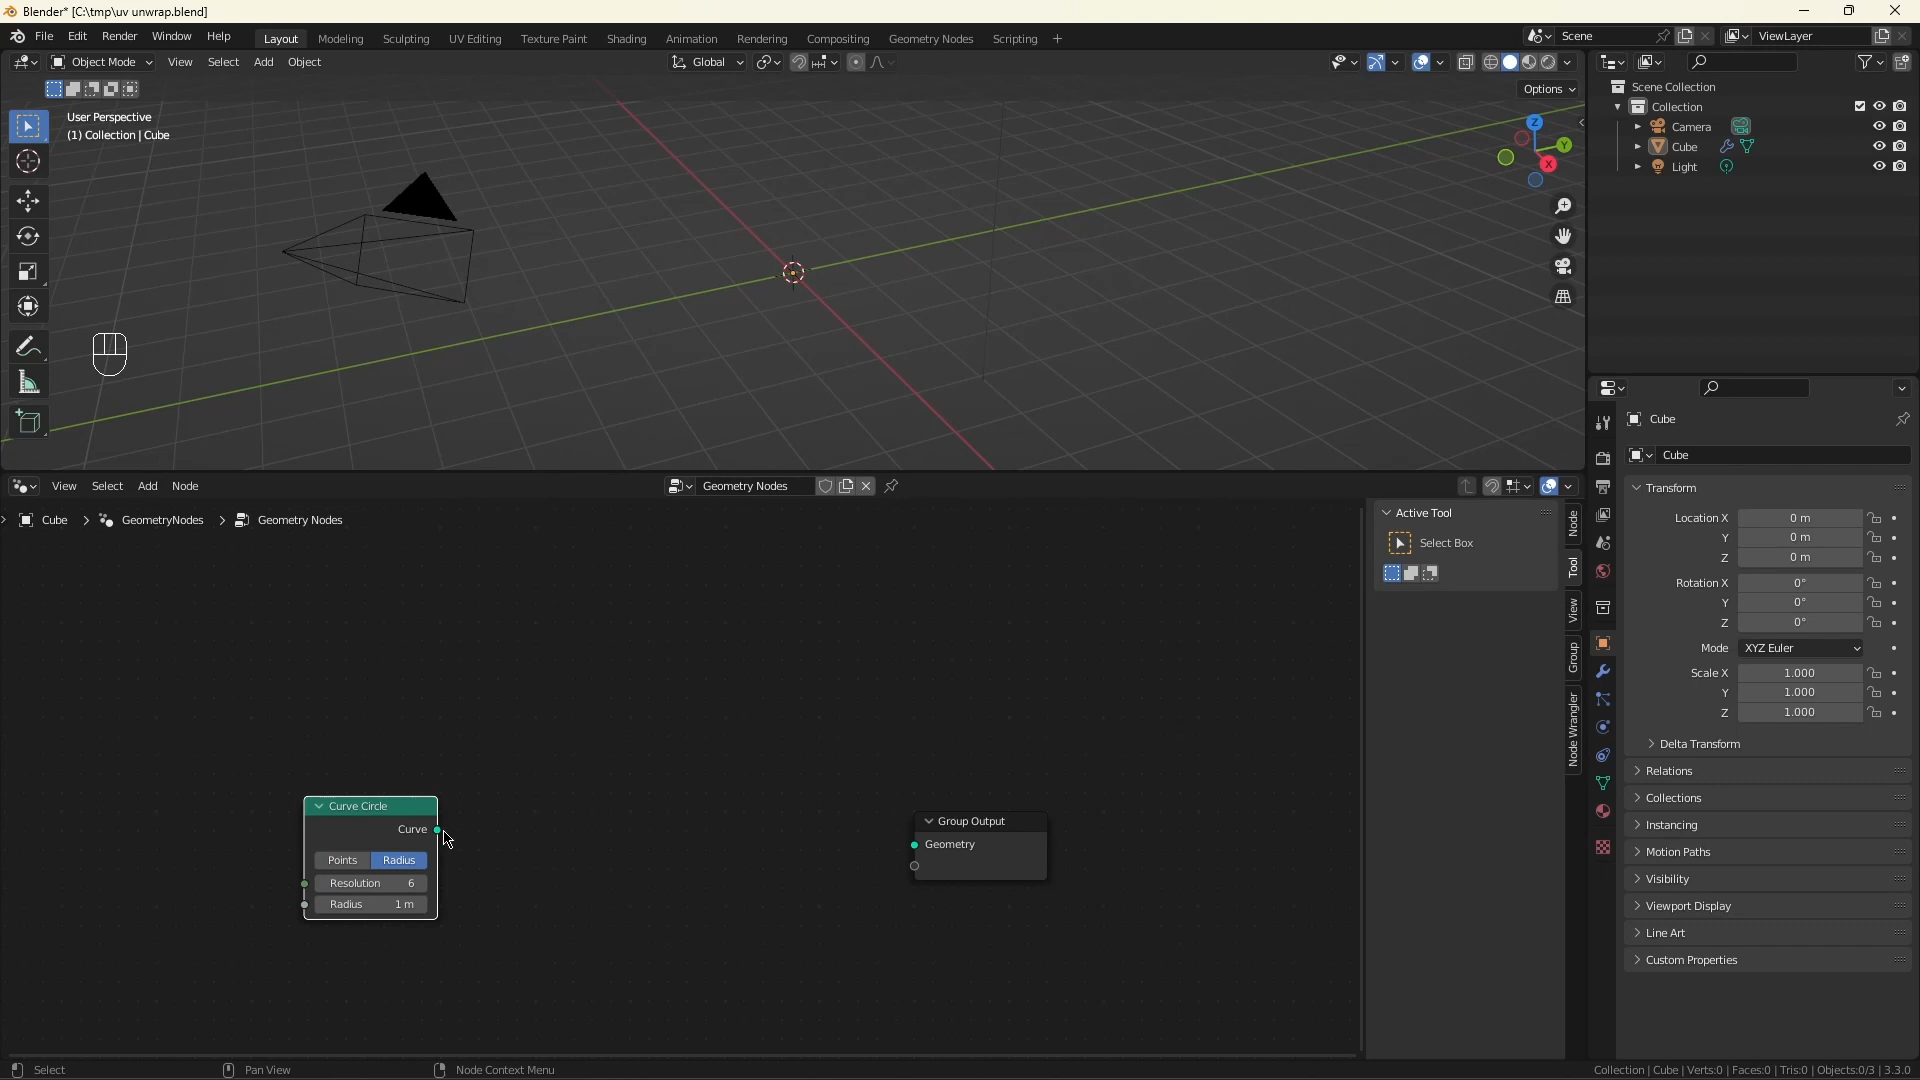 Blender* [C:\tmp\uv unwrap.blend]
File Edit Render Window Help
Layout Modeling Sculpting UV Editing Texture Paint Shading Animation Rendering Compositing Geometry Nodes Scripting +
Scene
ViewLayer
Object Mode View Select Add Object
Global
Options
User Perspective
(1) Collection | Cube
Z
Y
X
Scene Collection
Collection
Camera
Cube
Light
Cube
Cube
Transform
Location X 0 m
Y 0 m
Z 0 m
Rotation X 0°
Y 0°
Z 0°
Mode XYZ Euler
Scale X 1.000
Y 1.000
Z 1.000
Delta Transform
Relations
Collections
Instancing
Motion Paths
Visibility
Viewport Display
Line Art
Custom Properties
View Select Add Node
Geometry Nodes
Cube > GeometryNodes > Geometry Nodes
Active Tool
Select Box
Node
Tool
View
Group
Node Wrangler
Curve Circle
Curve
Points Radius
Resolution 6
Radius 1 m
Group Output
Geometry
Select
Pan View
Node Context Menu
Collection | Cube | Verts:0 | Faces:0 | Tris:0 | Objects:0/3 | 3.3.0